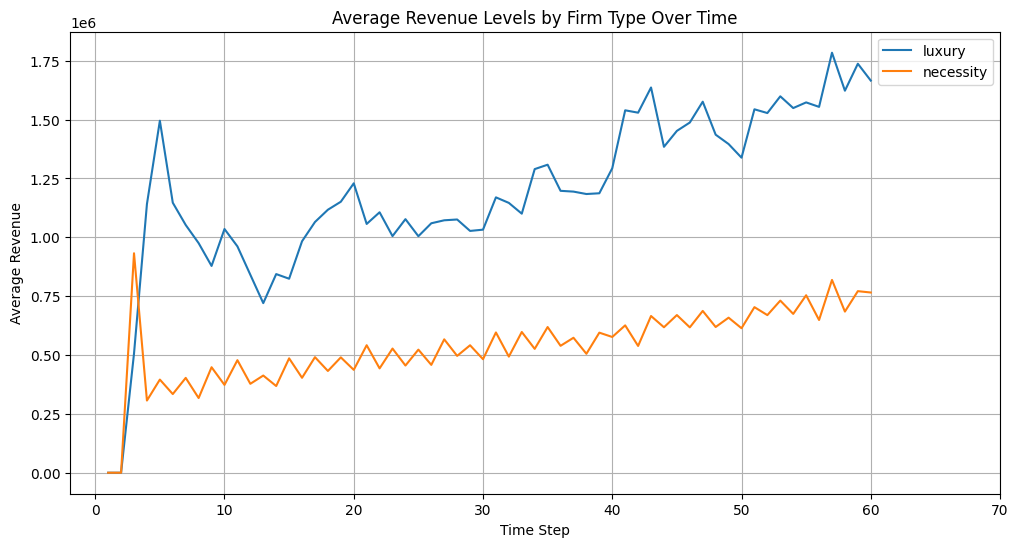 Average Revenue Levels by Firm Type Over Time
1e6
luxury
necessity
1.75
1.50
1.25
1.00
0.75
0.50
0.25
0.00
Average Revenue
0 10 20 30 40 50 60 70
Time Step